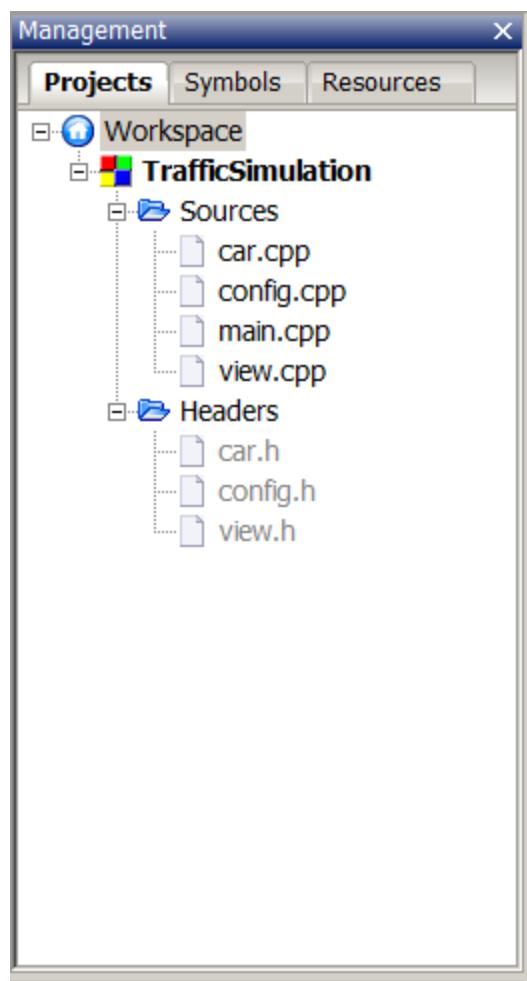 Management
Projects Symbols Resources
Workspace
TrafficSimulation
Sources
car.cpp
config.cpp
main.cpp
view.cpp
Headers
car.h
config.h
view.h